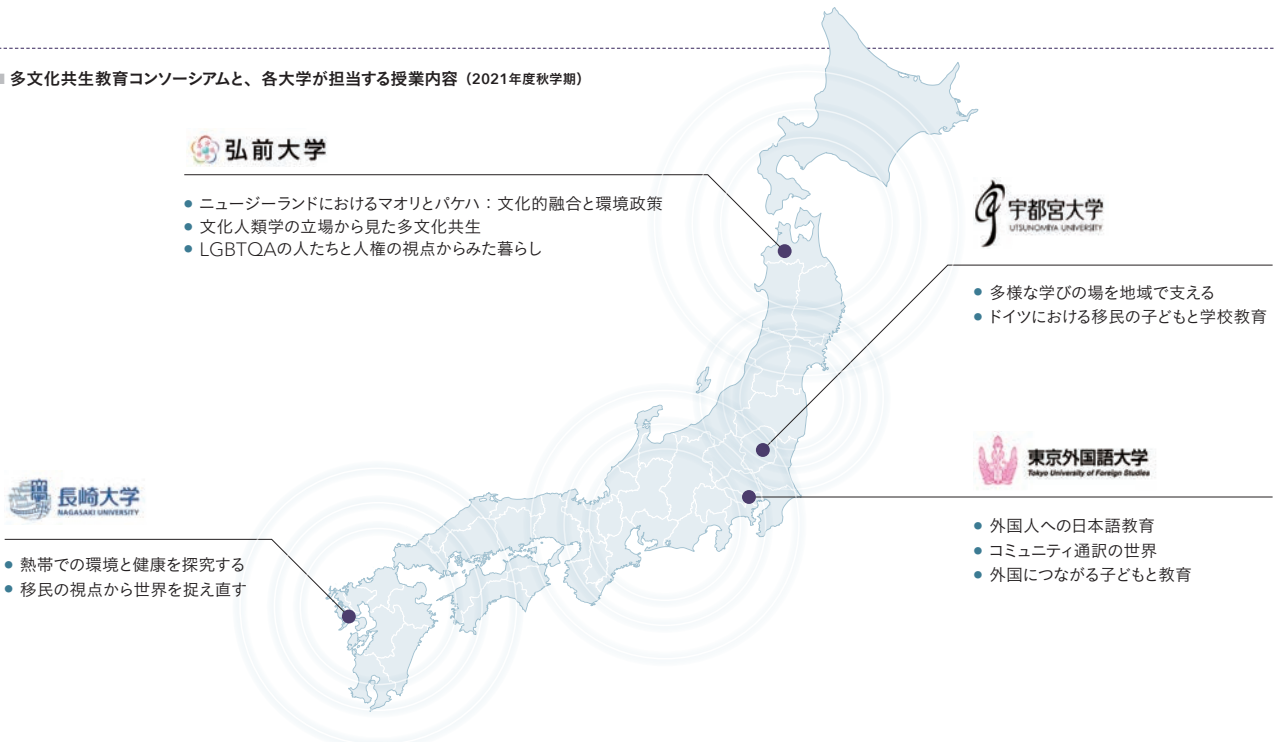 多文化共生教育コンソーシアムと、各大学が担当する授業内容（2021年度秋学期）
弘前大学
● ニュージーランドにおけるマオリとパケハ：文化的融合と環境政策
● 文化人類学の立場から見た多文化共生
● LGBTQAの人たちと人権の視点からみた暮らし
宇都宮大学
UTSUNOMIYA UNIVERSITY
● 多様な学びの場を地域で支える
● ドイツにおける移民の子どもと学校教育
東京外国語大学
Tokyo University of Foreign Studies
● 外国人への日本語教育
● コミュニティ通訳の世界
● 外国につながる子どもと教育
長崎大学
NAGASAKI UNIVERSITY
● 熱帯での環境と健康を探究する
● 移民の視点から世界を捉え直す